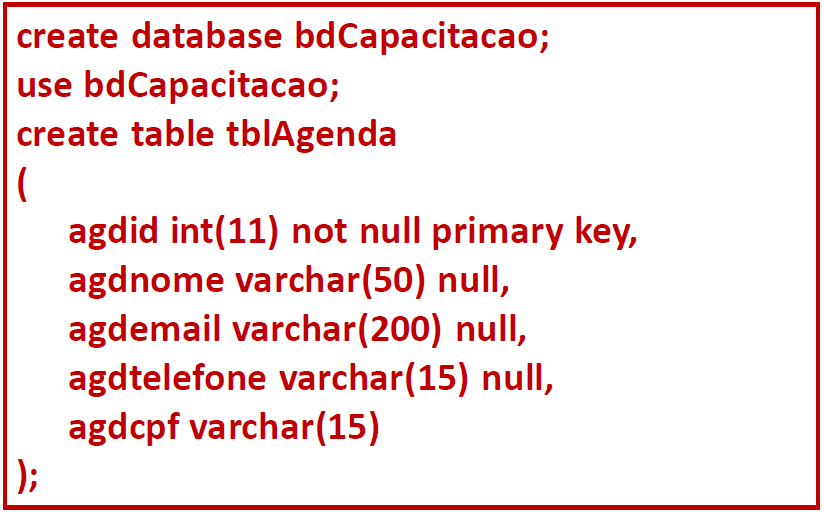 create database bdCapacitacao;
use bdCapacitacao;
create table tblAgenda
(
agdid int(11) not null primary key,
agdnome varchar(50) null,
agdemail varchar(200) null,
agdtelefone varchar(15) null,
agdcpf varchar(15)
);